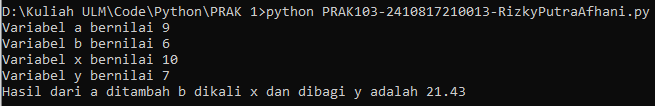 D:\Kuliah ULM\Code\Python\PRAK 1>python PRAK103-2410817210013-RizkyPutraAfhani.py
Variabel a bernilai 9
Variabel b bernilai 6
Variabel x bernilai 10
Variabel y bernilai 7
Hasil dari a ditambah b dikali x dan dibagi y adalah 21.43